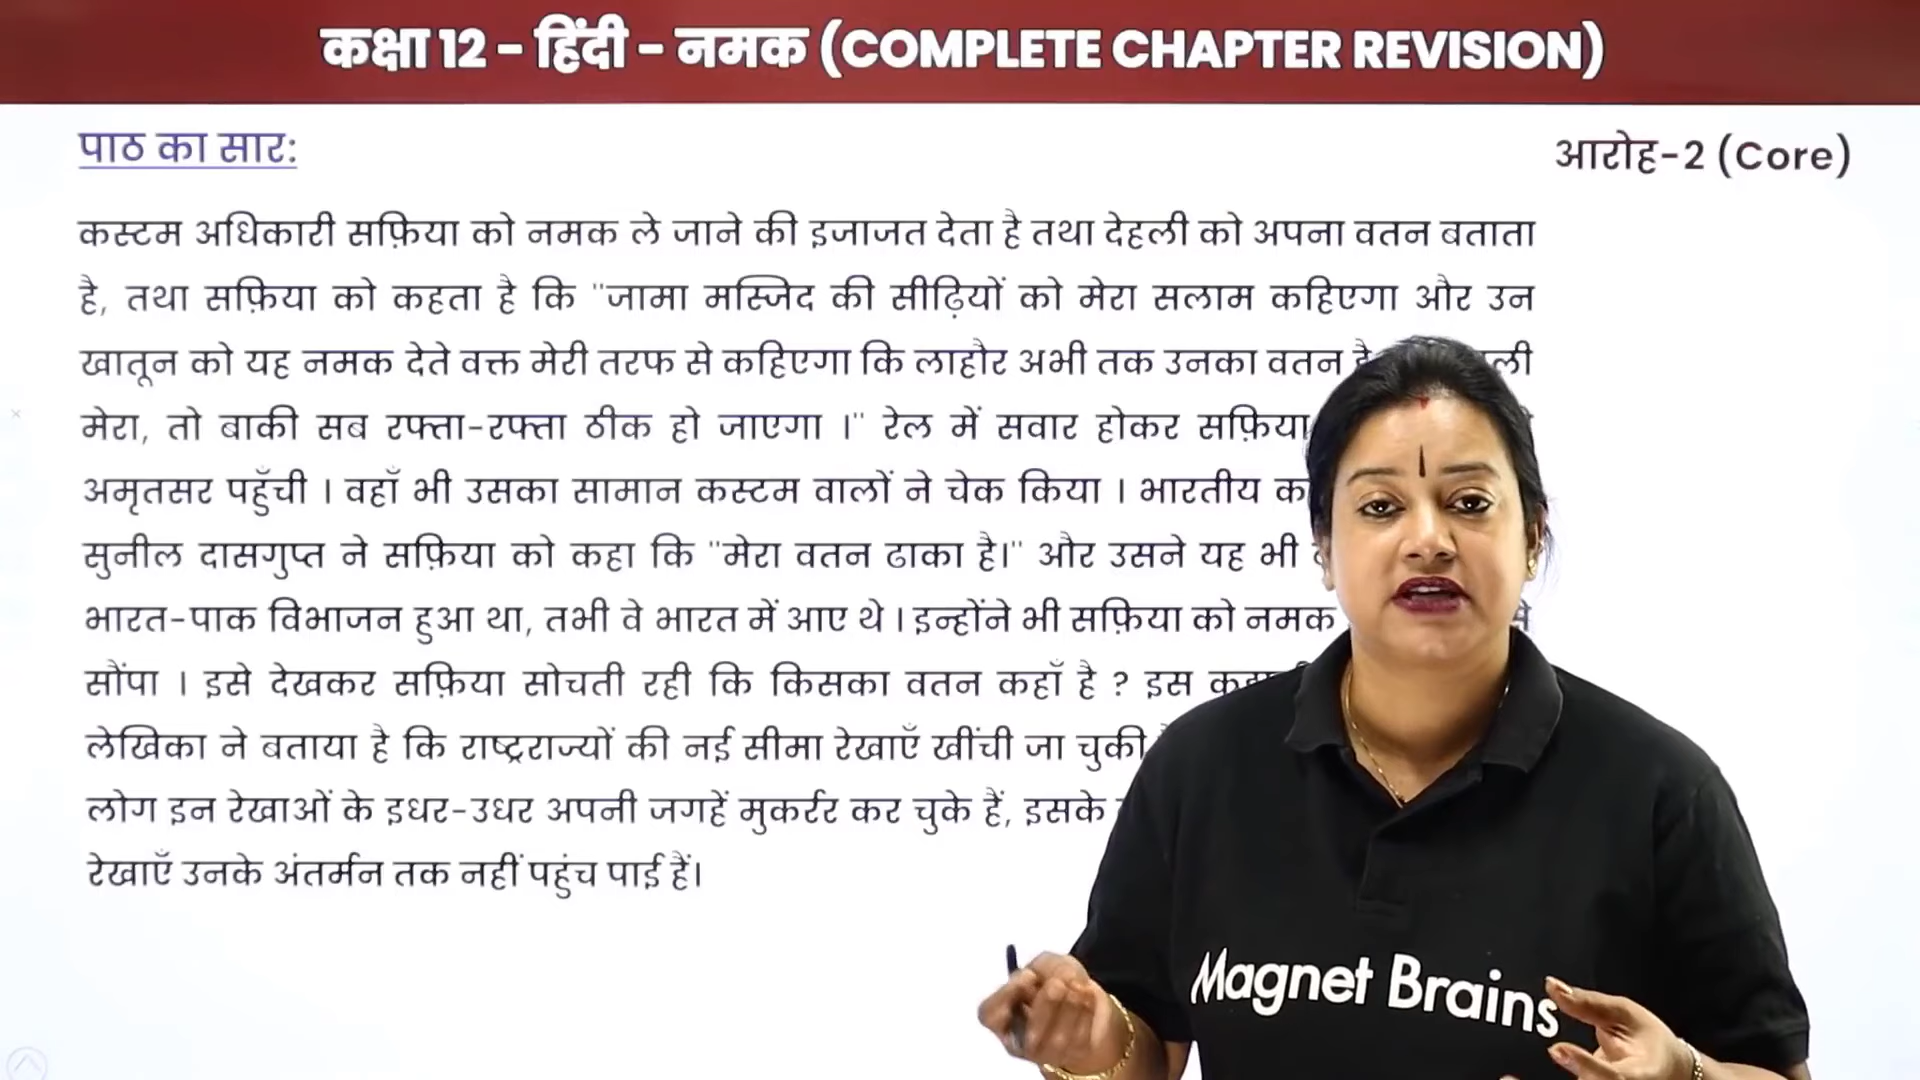 कक्षा 12 - हिंदी - नमक (COMPLETE CHAPTER REVISION)
पाठ का सार:
आरोह-2 (Core)
कस्टम अधिकारी सफ़िया को नमक ले जाने की इजाजत देता है तथा देहली को अपना वतन बताता
है, तथा सफ़िया को कहता है कि "जामा मस्जिद की सीढ़ियों को मेरा सलाम कहिएगा और उन
खातून को यह नमक देते वक्त मेरी तरफ से कहिएगा कि लाहौर अभी तक उनका वतन है
मेरा, तो बाकी सब रफ्ता-रफ्ता ठीक हो जाएगा ।" रेल में सवार होकर सफ़िया
अमृतसर पहुँची । वहाँ भी उसका सामान कस्टम वालों ने चेक किया । भारतीय
सुनील दासगुप्त ने सफ़िया को कहा कि "मेरा वतन ढाका है।" और उसने यह भी
भारत-पाक विभाजन हुआ था, तभी वे भारत में आए थे । इन्होंने भी सफ़िया को नमक
सौंपा । इसे देखकर सफ़िया सोचती रही कि किसका वतन कहाँ है ? इस
लेखिका ने बताया है कि राष्ट्रराज्यों की नई सीमा रेखाएँ खींची जा चुकी
लोग इन रेखाओं के इधर-उधर अपनी जगहें मुकर्रर कर चुके हैं, इसके
रेखाएँ उनके अंतर्मन तक नहीं पहुंच पाई हैं।
Magnet Brains